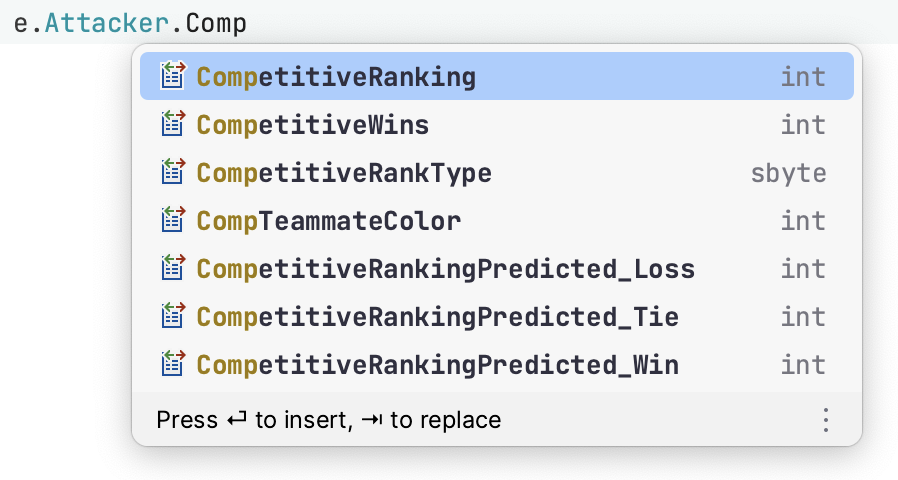 e.Attacker.Comp
CompetitiveRanking int
CompetitiveWins int
CompetitiveRankType sbyte
CompTeammateColor int
CompetitiveRankingPredicted_Loss int
CompetitiveRankingPredicted_Tie int
CompetitiveRankingPredicted_Win int
Press ↵ to insert, ⇥ to replace